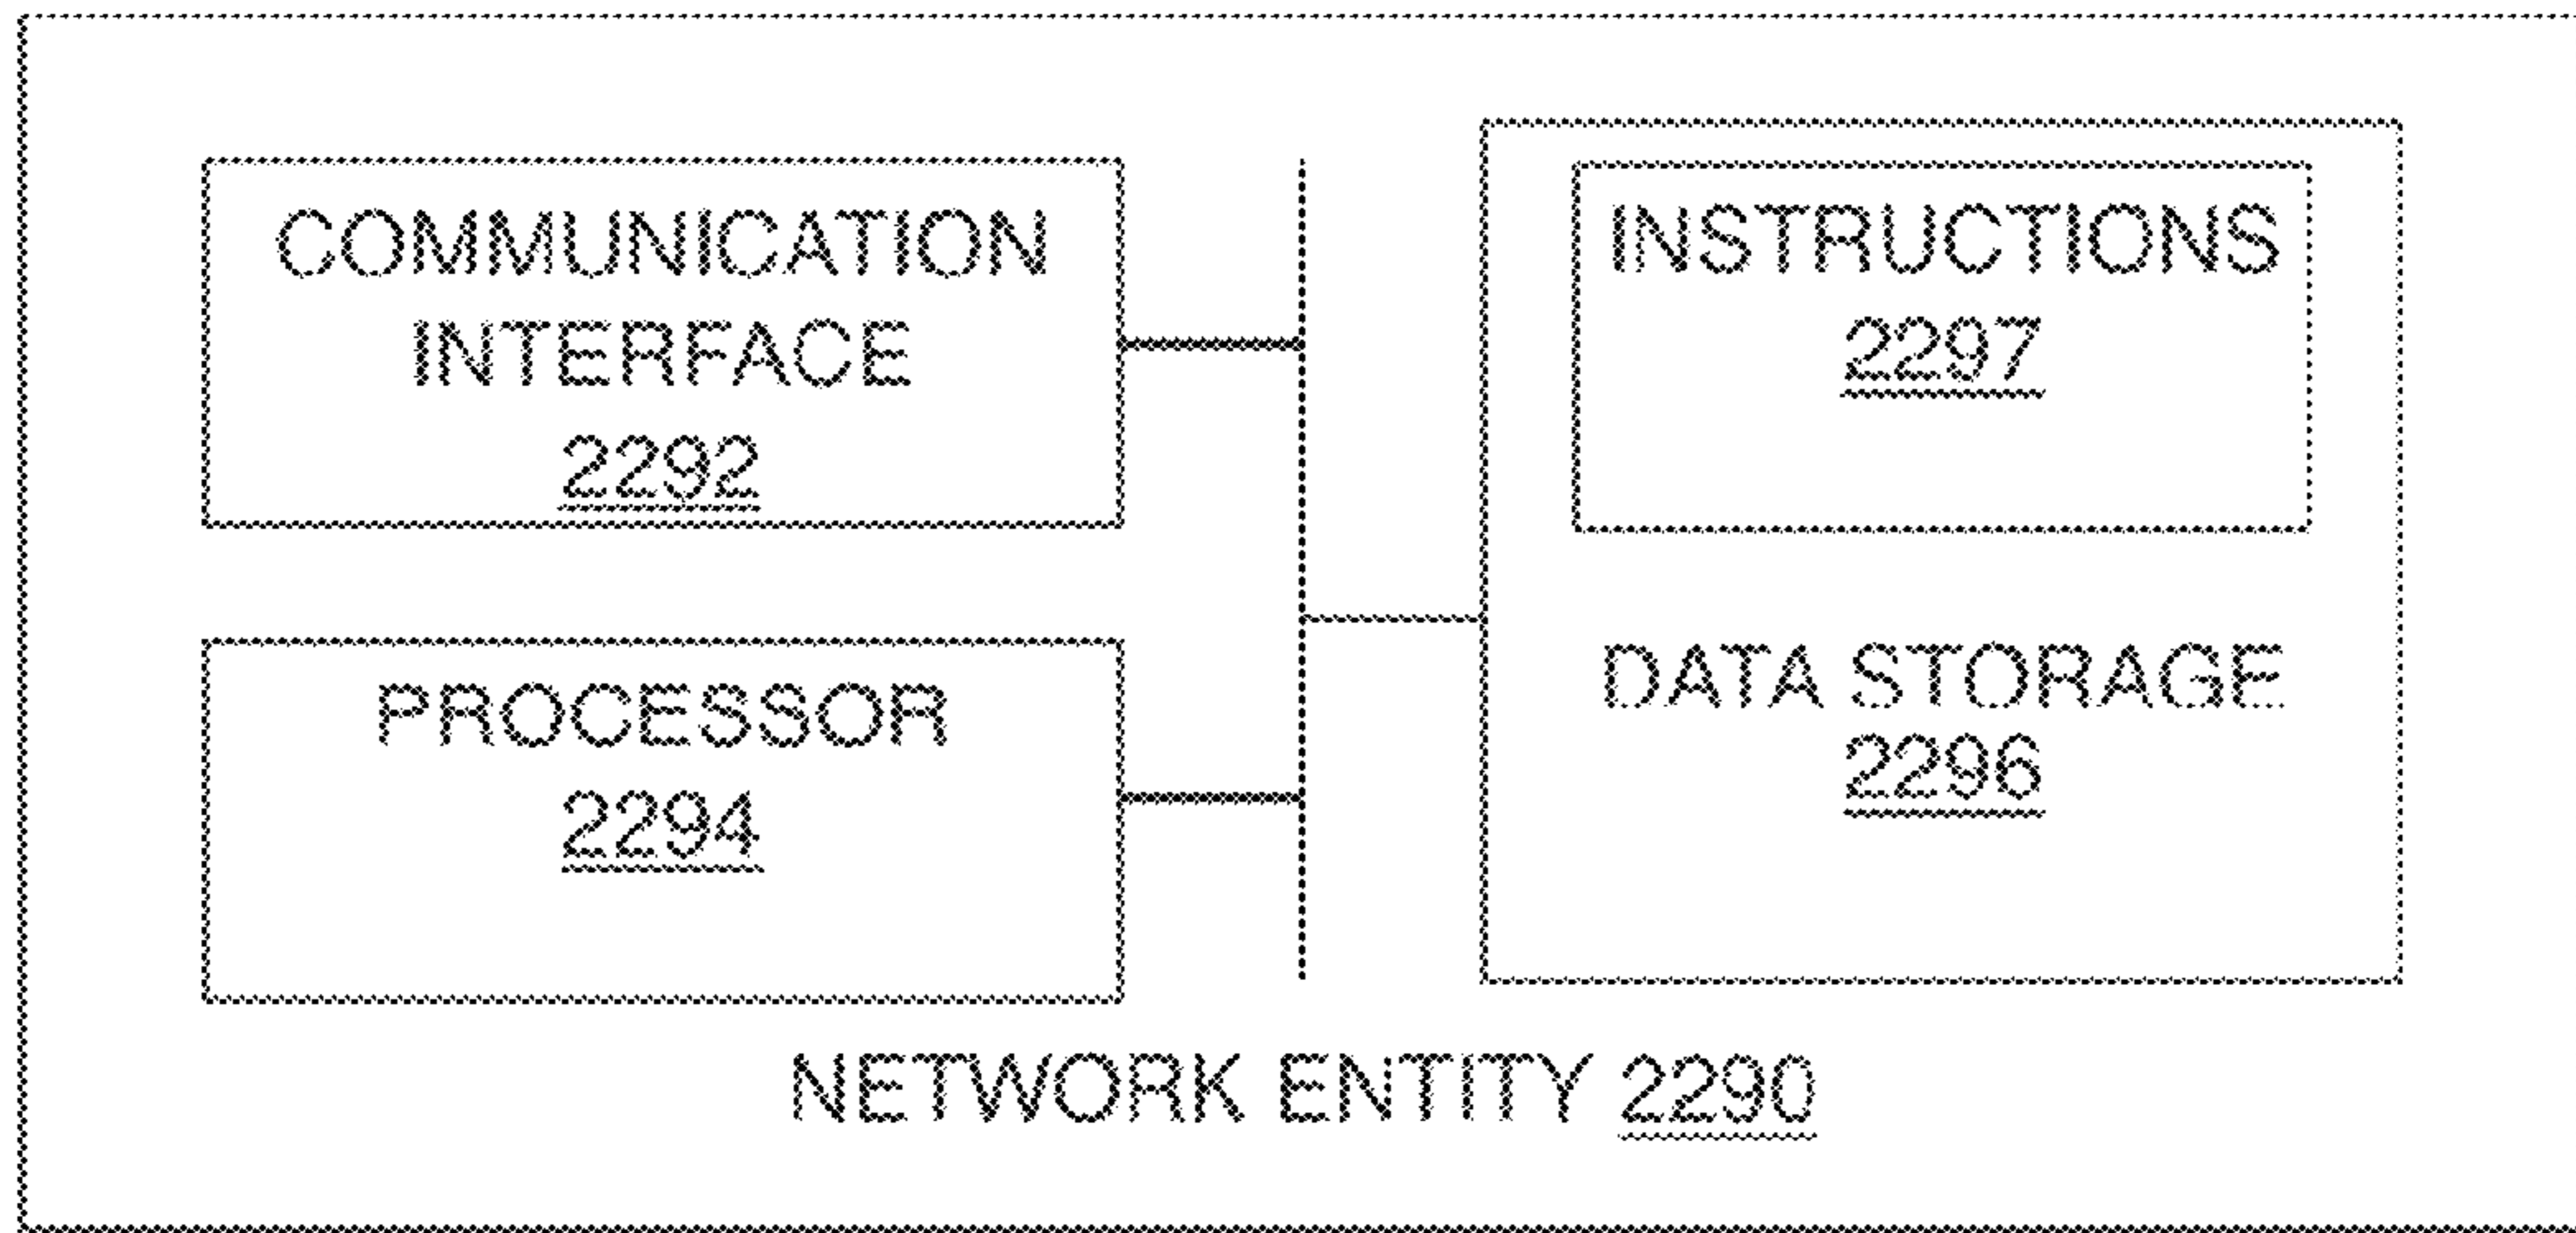 COMMUNICATION
INTERFACE
2292
PROCESSOR
2294
INSTRUCTIONS
2297
DATA STORAGE
2296
NETWORK ENTITY 2290